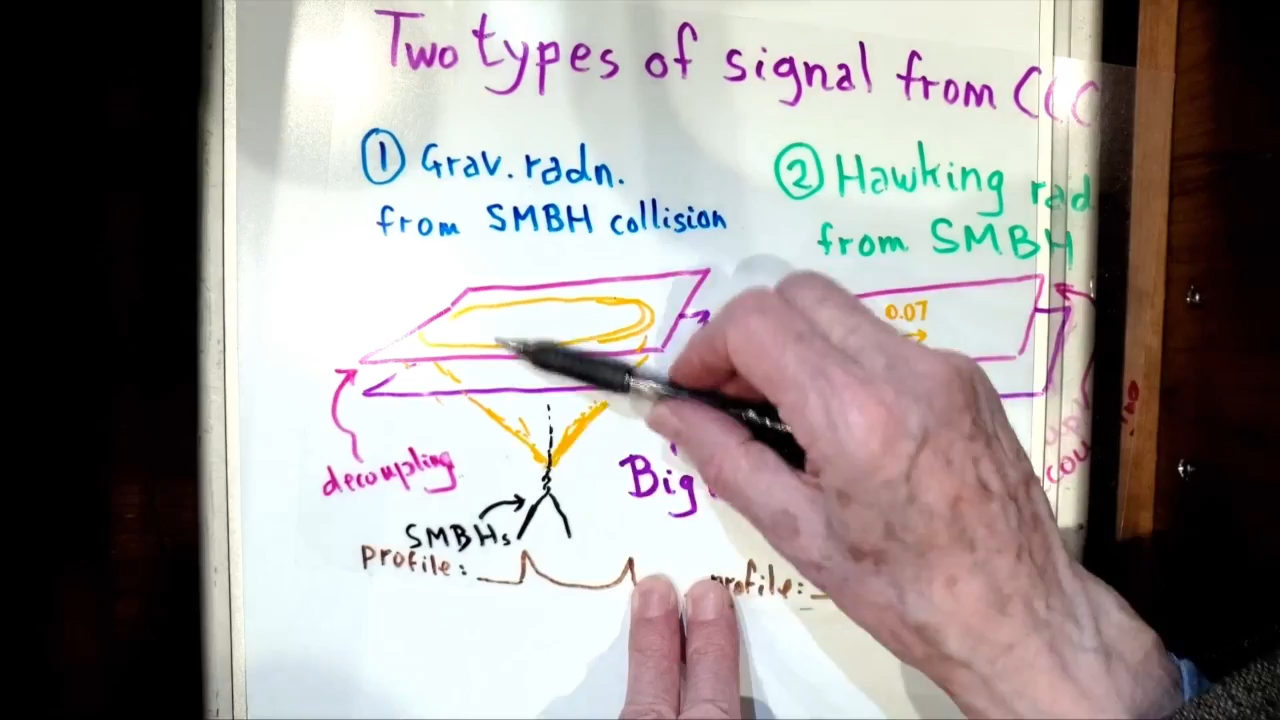 Two types of signal from CCC
① Grav. radn.
from SMBH collision
② Hawking rad
from SMBH
0.07
decoupling
Big
SMBHs
profile:
profile: